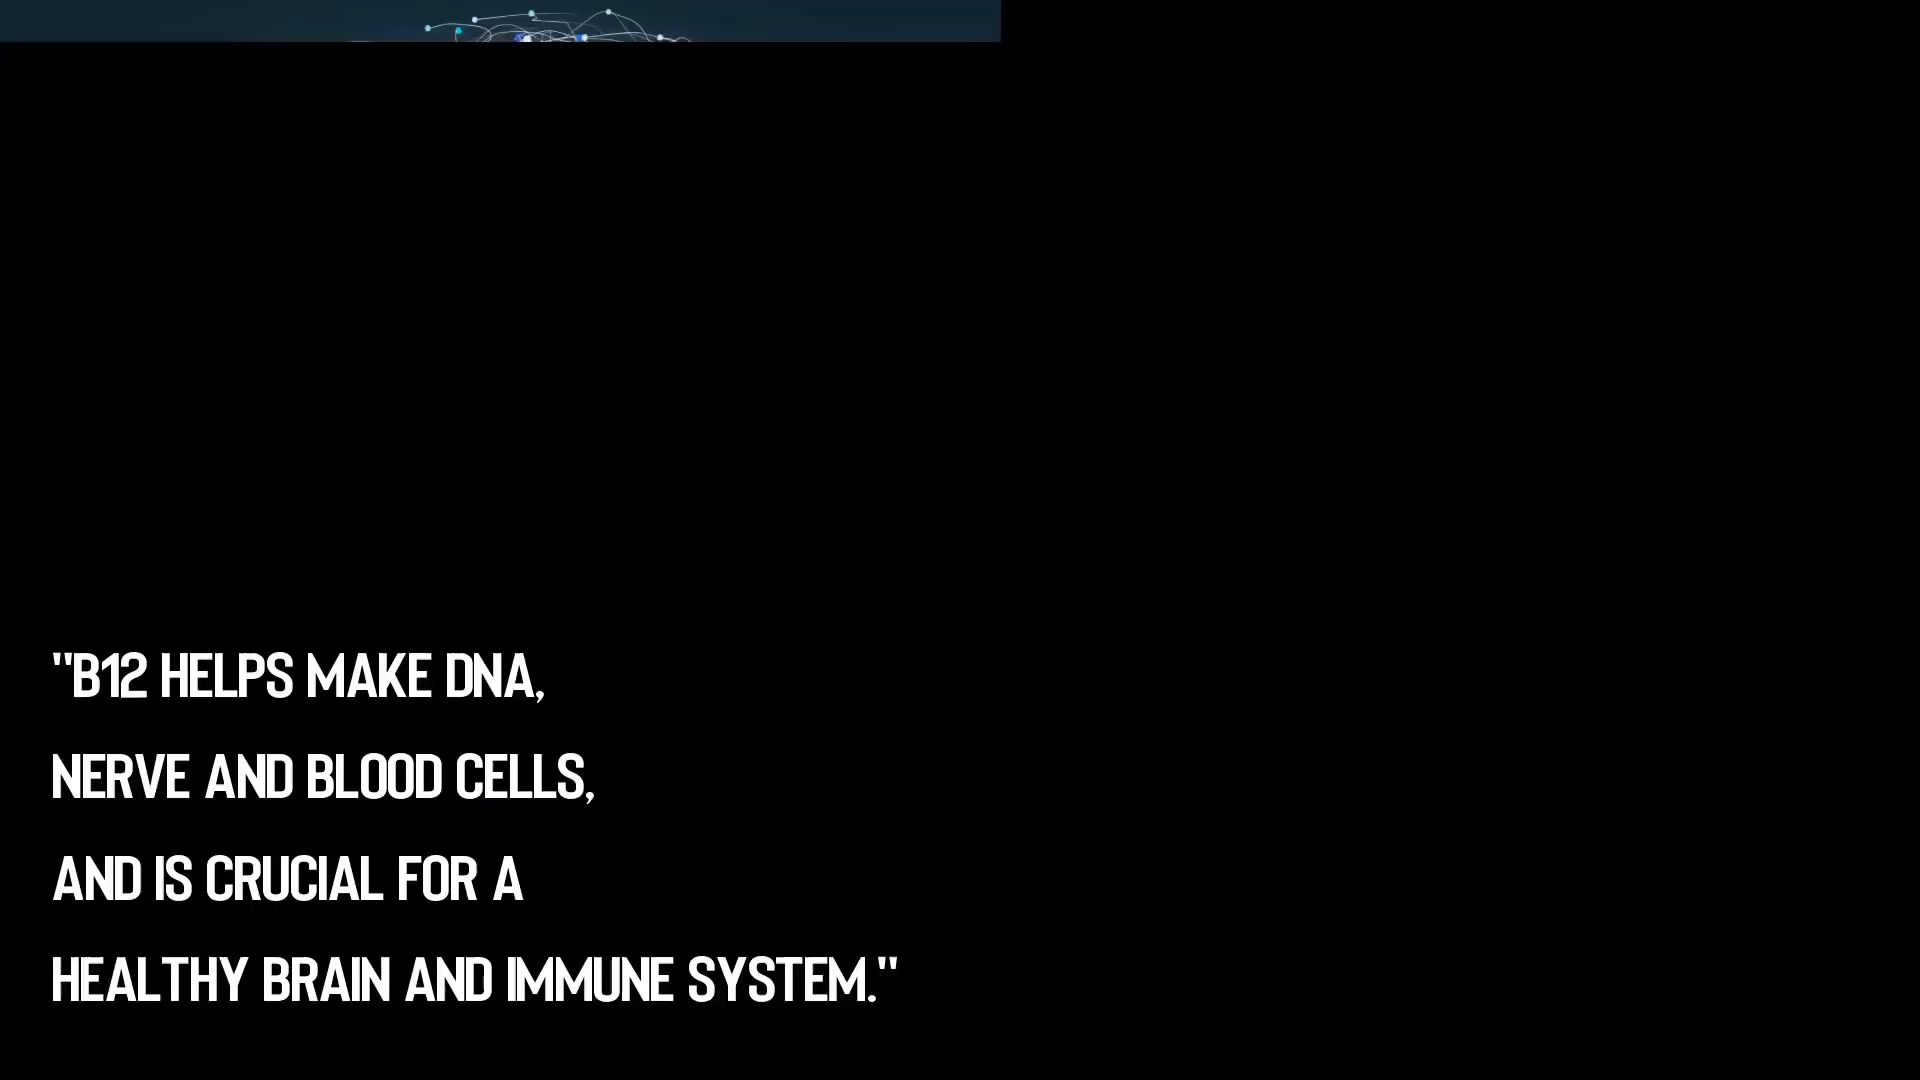 "B12 HELPS MAKE DNA,
NERVE AND BLOOD CELLS,
AND IS CRUCIAL FOR A
HEALTHY BRAIN AND IMMUNE SYSTEM."